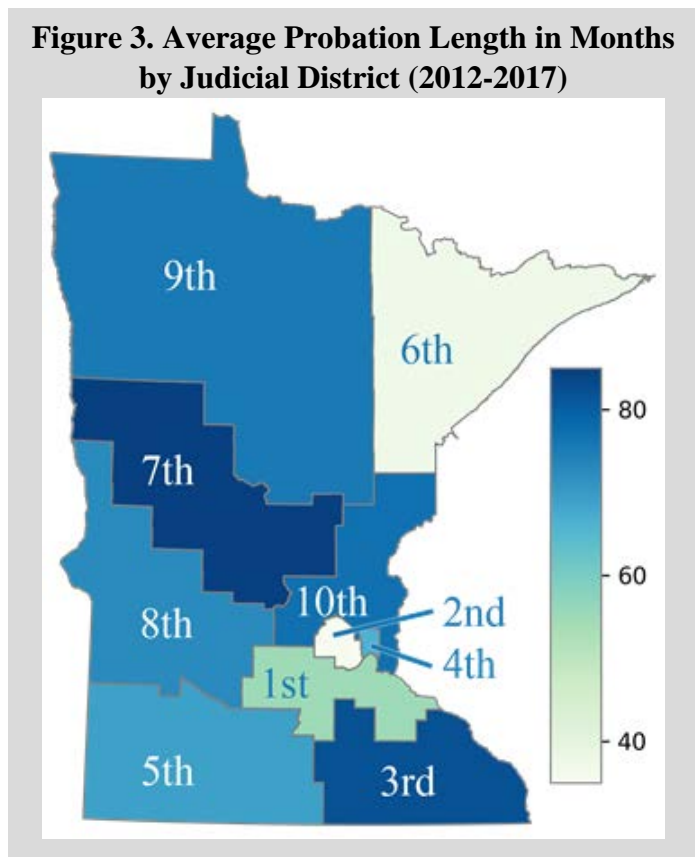 Figure 3. Average Probation Length in Months
by Judicial District (2012-2017)
9th
6th
80
7th
60
10th
2nd
8th
4th
1st
40
5th
3rd